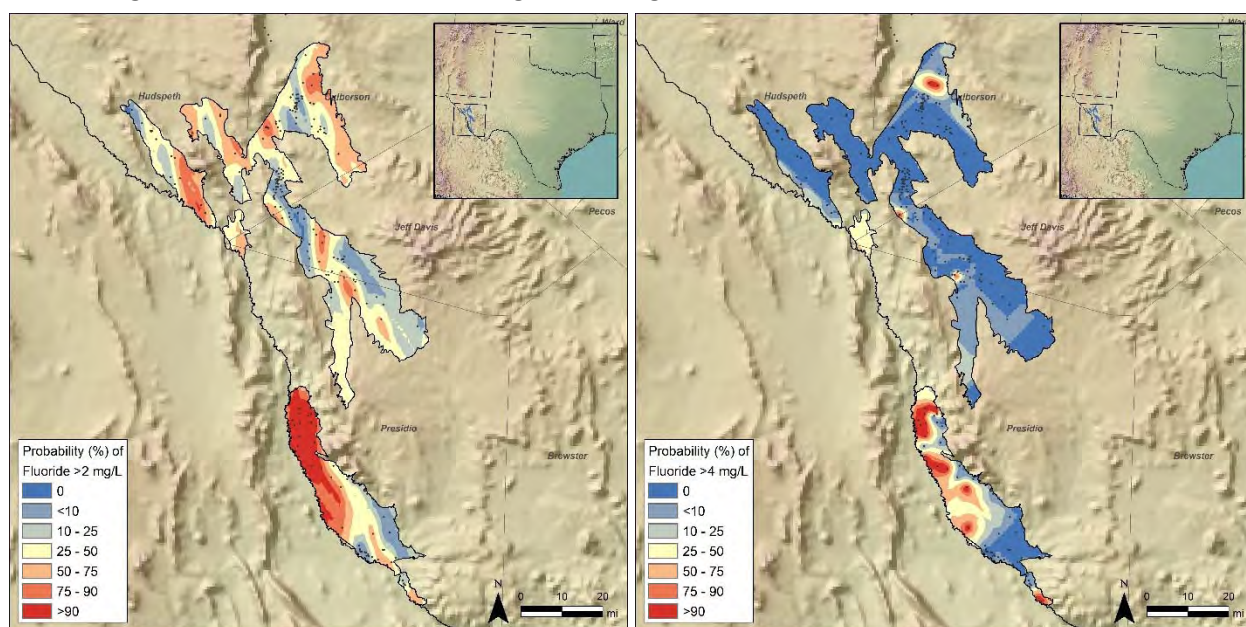 Ward
Hudspeth
Culberson
Pecos
Jeff Davis
Presidio
Brewster
Probability (%) of
Fluoride >2 mg/L
0
<10
10 - 25
25 - 50
50 - 75
75 - 90
>90
N
0 10 20
mi
Ward
Hudspeth
Culberson
Pecos
Jeff Davis
Presidio
Brewster
Probability (%) of
Fluoride >4 mg/L
0
<10
10 - 25
25 - 50
50 - 75
75 - 90
>90
N
0 10 20
mi